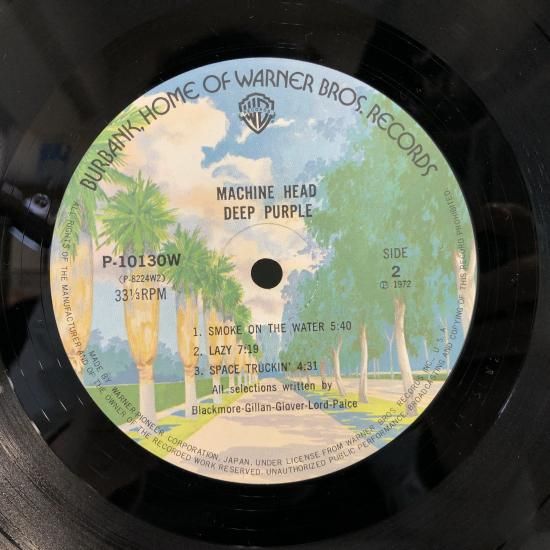 BURBANK, HOME OF WARNER BROS. RECORDS
MACHINE HEAD
DEEP PURPLE
P-10130W
(P-8224W2)
33⅓RPM
SIDE
2
Ⓟ 1972
1. SMOKE ON THE WATER 5:40
2. LAZY 7:19
3. SPACE TRUCKIN' 4:31
All selections written by
Blackmore-Gillan-Glover-Lord-Paice
MADE BY WARNER-PIONEER CORPORATION, JAPAN, UNDER LICENSE FROM WARNER BROS. RECORDS INC., U.S.A.
ALL RIGHTS OF THE MANUFACTURER AND OF THE OWNER OF THE RECORDED WORK RESERVED. UNAUTHORIZED PUBLIC PERFORMANCE, BROADCASTING AND COPYING OF THIS RECORD PROHIBITED.